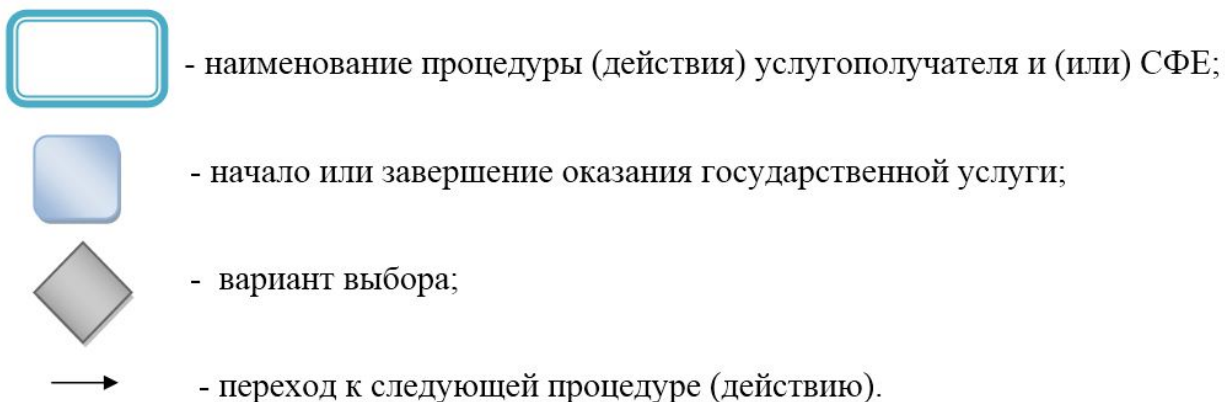 - наименование процедуры (действия) услугополучателя и (или) СФЕ;
- начало или завершение оказания государственной услуги;
- вариант выбора;
- переход к следующей процедуре (действию).